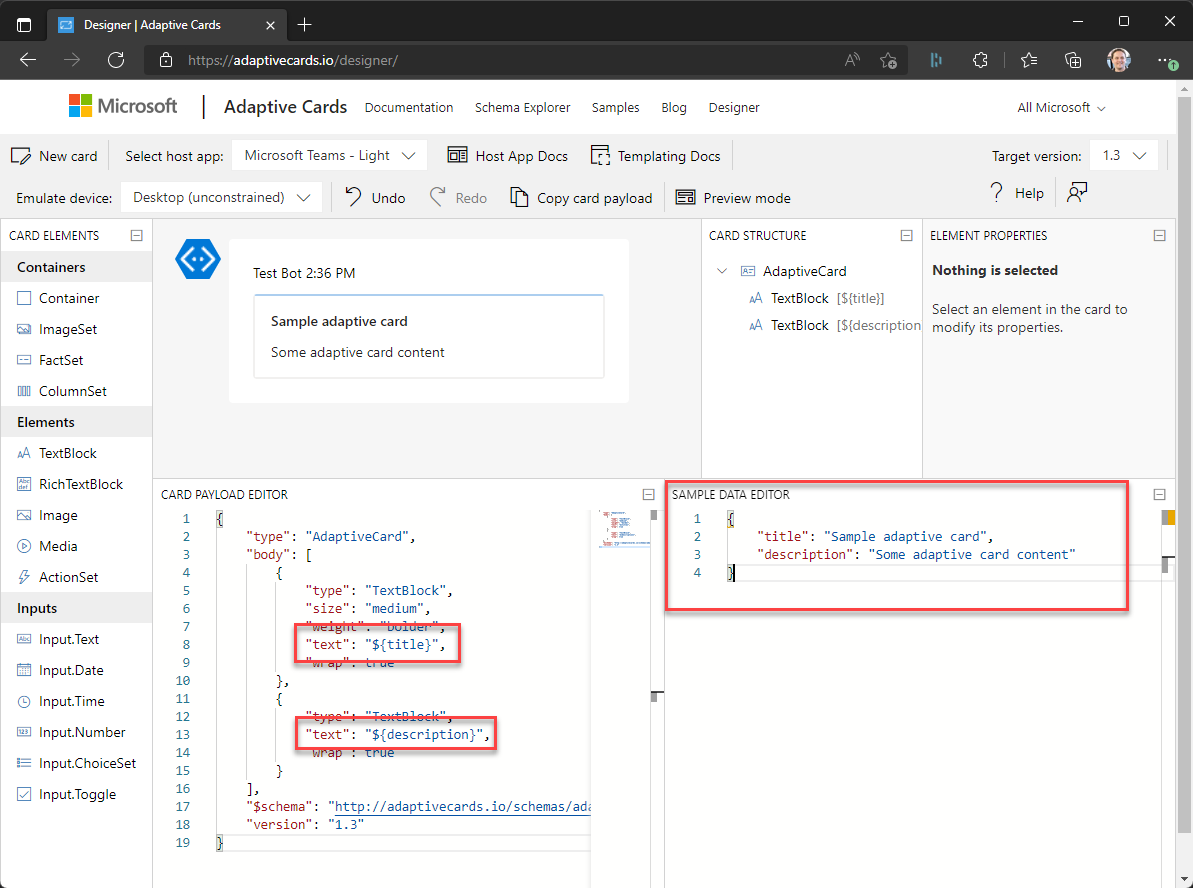 Designer | Adaptive Cards
https://adaptivecards.io/designer/
Microsoft | Adaptive Cards Documentation Schema Explorer Samples Blog Designer All Microsoft
New card Select host app: Microsoft Teams - Light Host App Docs Templating Docs Target version: 1.3
Emulate device: Desktop (unconstrained) Undo Redo Copy card payload Preview mode ? Help
CARD ELEMENTS
Containers
Container
ImageSet
FactSet
ColumnSet
Elements
TextBlock
RichTextBlock
Image
Media
ActionSet
Inputs
Input.Text
Input.Date
Input.Time
Input.Number
Input.ChoiceSet
Input.Toggle
Test Bot 2:36 PM
Sample adaptive card
Some adaptive card content
CARD STRUCTURE
AdaptiveCard
TextBlock [${title}]
TextBlock [${description
ELEMENT PROPERTIES
Nothing is selected
Select an element in the card to
modify its properties.
CARD PAYLOAD EDITOR
1 {
2 "type": "AdaptiveCard",
3 "body": [
4 {
5 "type": "TextBlock",
6 "size": "medium",
7 "weight": "bolder",
8 "text": "${title}",
9 "wrap": true
10 },
11 {
12 "type": "TextBlock",
13 "text": "${description}",
14 "wrap": true
15 }
16 ],
17 "$schema": "http://adaptivecards.io/schemas/ada
18 "version": "1.3"
19 }
SAMPLE DATA EDITOR
1 {
2 "title": "Sample adaptive card",
3 "description": "Some adaptive card content"
4 }